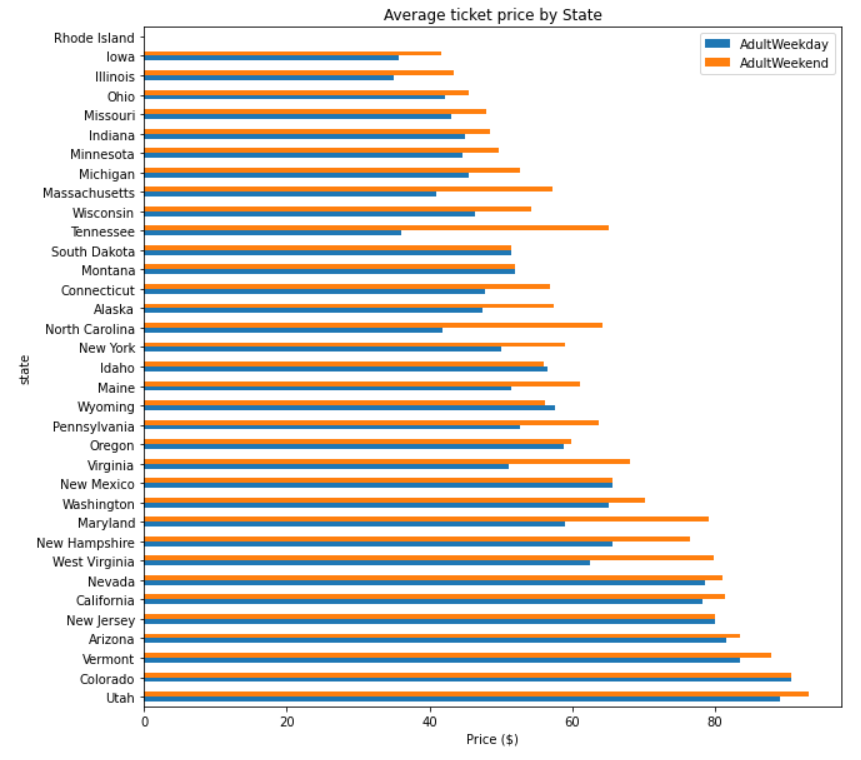 Average ticket price by State
AdultWeekday
AdultWeekend
Rhode Island
Iowa
Illinois
Ohio
Missouri
Indiana
Minnesota
Michigan
Massachusetts
Wisconsin
Tennessee
South Dakota
Montana
Connecticut
Alaska
North Carolina
New York
Idaho
Maine
Wyoming
Pennsylvania
Oregon
Virginia
New Mexico
Washington
Maryland
New Hampshire
West Virginia
Nevada
California
New Jersey
Arizona
Vermont
Colorado
Utah
state
0 20 40 60 80
Price ($)